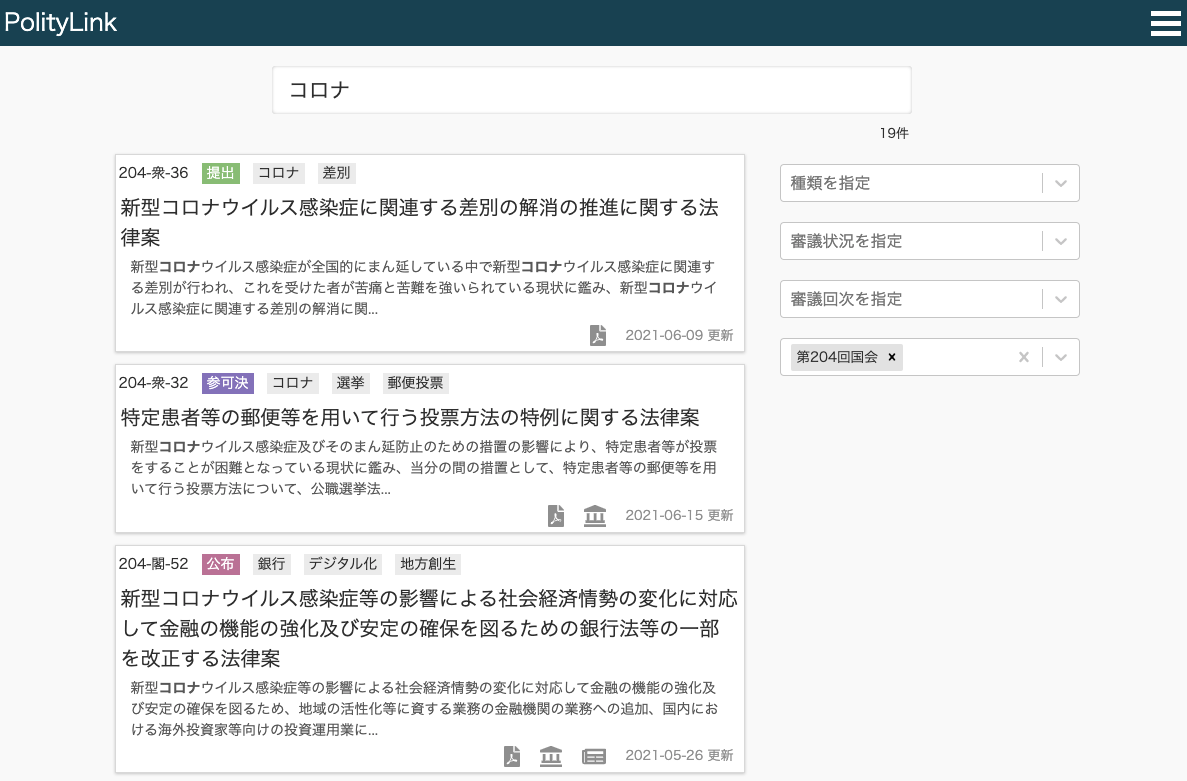 PolityLink
コロナ
19件
204-衆-36 提出 コロナ 差別
新型コロナウイルス感染症に関連する差別の解消の推進に関する法
律案
新型コロナウイルス感染症が全国的にまん延している中で新型コロナウイルス感染症に関連す
る差別が行われ、これを受けた者が苦痛と苦難を強いられている現状に鑑み、新型コロナウイ
ルス感染症に関連する差別の解消に関...
2021-06-09 更新
204-衆-32 参可決 コロナ 選挙 郵便投票
特定患者等の郵便等を用いて行う投票方法の特例に関する法律案
新型コロナウイルス感染症及びそのまん延防止のための措置の影響により、特定患者等が投票
をすることが困難となっている現状に鑑み、当分の間の措置として、特定患者等の郵便等を用
いて行う投票方法について、公職選挙法...
2021-06-15 更新
204-閣-52 公布 銀行 デジタル化 地方創生
新型コロナウイルス感染症等の影響による社会経済情勢の変化に対応
して金融の機能の強化及び安定の確保を図るための銀行法等の一部
を改正する法律案
新型コロナウイルス感染症等の影響による社会経済情勢の変化に対応して金融の機能の強化及
び安定の確保を図るため、地域の活性化等に資する業務の金融機関の業務への追加、国内にお
ける海外投資家等向けの投資運用業に...
2021-05-26 更新
種類を指定
審議状況を指定
審議回次を指定
第204回国会 ×